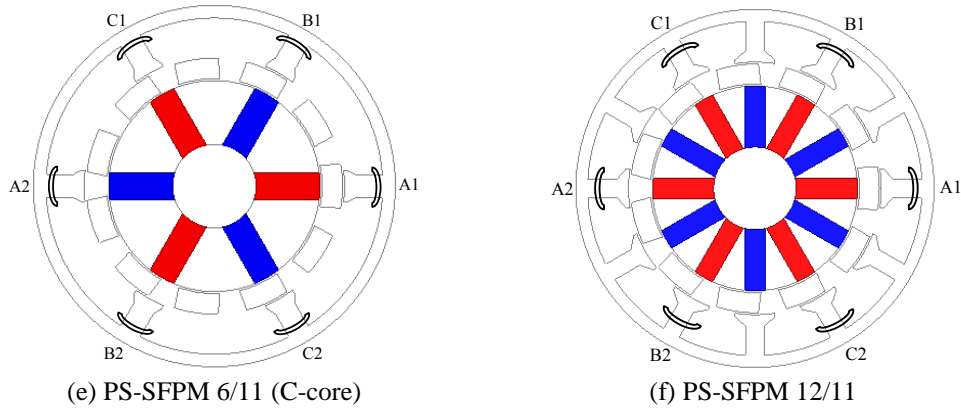 C1
B1
A2
A1
B2
C2
(e) PS-SFPM 6/11 (C-core)
C1
B1
A2
A1
B2
C2
(f) PS-SFPM 12/11